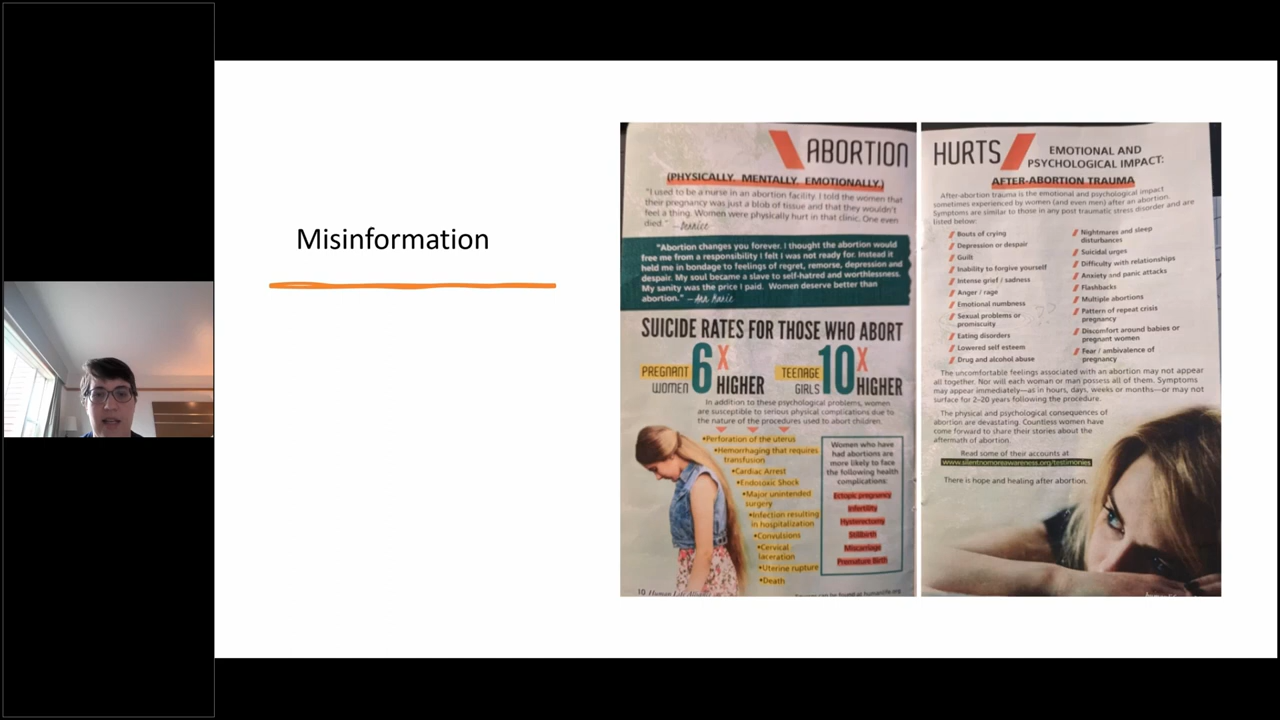 Misinformation
ABORTION
(PHYSICALLY. MENTALLY. EMOTIONALLY.)
"I used to be a nurse in an abortion facility. I told the women that
their pregnancy was just a blob of tissue and that they wouldn't
feel a thing. Women were physically hurt in that clinic. One even
died."
"Abortion changes you forever. I thought the abortion would
free me from a responsibility I felt I was not ready for. Instead it
held me in bondage to feelings of regret, remorse, depression and
despair. My soul became a slave to self-hatred and worthlessness.
My sanity was the price I paid. Women deserve better than
abortion." —Ann Marie
SUICIDE RATES FOR THOSE WHO ABORT
PREGNANT WOMEN 6X HIGHER
TEENAGE GIRLS 10X HIGHER
In addition to these psychological problems, women
are susceptible to serious physical complications due to
the nature of the procedures used to abort children.
•Perforation of the uterus
•Hemorrhaging that requires
transfusion
•Cardiac Arrest
•Endosoxic Shock
•Major unintended
surgery
•Infection resulting
in hospitalization
•Convulsions
•Cervical
laceration
•Uterine rupture
•Death
Women who have
had abortions are
more likely to face
the following health
complications:
Ectopic pregnancy
Infertility
Hysterectomy
Stillbirth
Miscarriage
Premature Birth
10 Human Life Alliance
HURTS
EMOTIONAL AND
PSYCHOLOGICAL IMPACT:
AFTER-ABORTION TRAUMA
After-abortion trauma is the emotional and psychological impact
sometimes experienced by women (and even men) after an abortion.
Symptoms are similar to those in any post traumatic stress disorder and are
listed below:
Bouts of crying
Depression or despair
Guilt
Inability to forgive yourself
Intense grief / sadness
Anger / rage
Emotional numbness
Sexual problems or
promiscuity
Eating disorders
Lowered self esteem
Drug and alcohol abuse
Nightmares and sleep
disturbances
Suicidal urges
Difficulty with relationships
Anxiety and panic attacks
Flashbacks
Multiple abortions
Pattern of repeat crisis
pregnancy
Discomfort around babies or
pregnant women
Fear / ambivalence of
pregnancy
The uncomfortable feelings associated with an abortion may not appear
all together. Nor will each woman or man possess all of them. Symptoms
may appear immediately—as in hours, days, weeks or months—or may not
surface for 2–20 years following the procedure.
The physical and psychological consequences of
abortion are devastating. Countless women have
come forward to share their stories about the
aftermath of abortion.
Read some of their accounts at
www.silentnomoreawareness.org/testimonies
There is hope and healing after abortion.